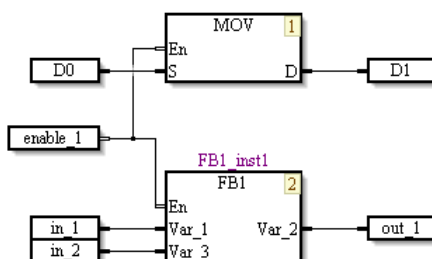 MOV 1
En
D0 S D D1
enable_1
FB1_inst1
FB1 2
En
in_1 Var_1 Var_2 out_1
in_2 Var_3